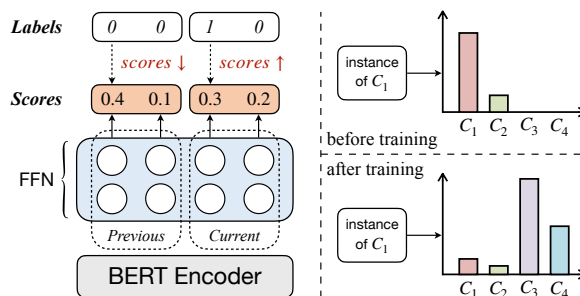 Labels 0 0 1 0
scores ↓ scores ↑
Scores 0.4 0.1 0.3 0.2
FFN
Previous Current
BERT Encoder
instance
of C₁
C₁ C₂ C₃ C₄
before training
after training
instance
of C₁
C₁ C₂ C₃ C₄